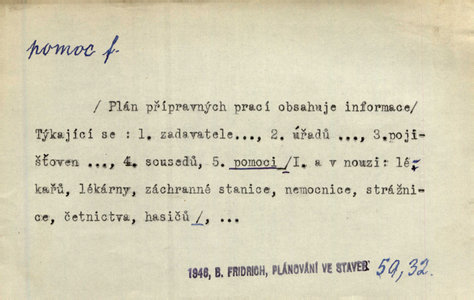 pomoc f.
/ Plán přípravných prací obsahuje informace/
Týkající se : 1. zadavatele..., 2. úřadů ..., 3.poji-
šťoven ..., 4. sousedů, 5. pomoci /I. a v nouzi: lé-
kařů, lékárny, záchranné stanice, nemocnice, strážni-
ce, četnictva, hasičů /, ...
1946, B. FRIDRICH, PLÁNOVÁNÍ VE STAVEB 59,32.